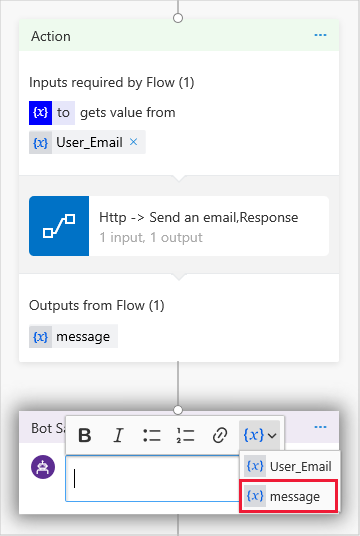 Action
Inputs required by Flow (1)
{x} to gets value from
{x} User_Email ×
Http -> Send an email,Response
1 input, 1 output
Outputs from Flow (1)
{x} message
Bot Sa
B I {x}
{x} User_Email
{x} message